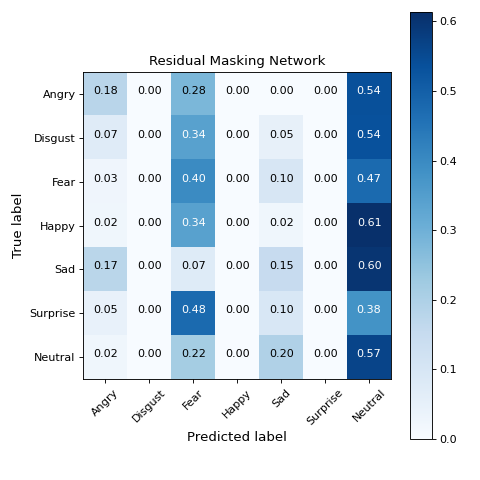 Residual Masking Network
Angry 0.18 0.00 0.28 0.00 0.00 0.00 0.54
Disgust 0.07 0.00 0.34 0.00 0.05 0.00 0.54
Fear 0.03 0.00 0.40 0.00 0.10 0.00 0.47
Happy 0.02 0.00 0.34 0.00 0.02 0.00 0.61
Sad 0.17 0.00 0.07 0.00 0.15 0.00 0.60
Surprise 0.05 0.00 0.48 0.00 0.10 0.00 0.38
Neutral 0.02 0.00 0.22 0.00 0.20 0.00 0.57
True label
Angry Disgust Fear Happy Sad Surprise Neutral
Predicted label
0.6
0.5
0.4
0.3
0.2
0.1
0.0